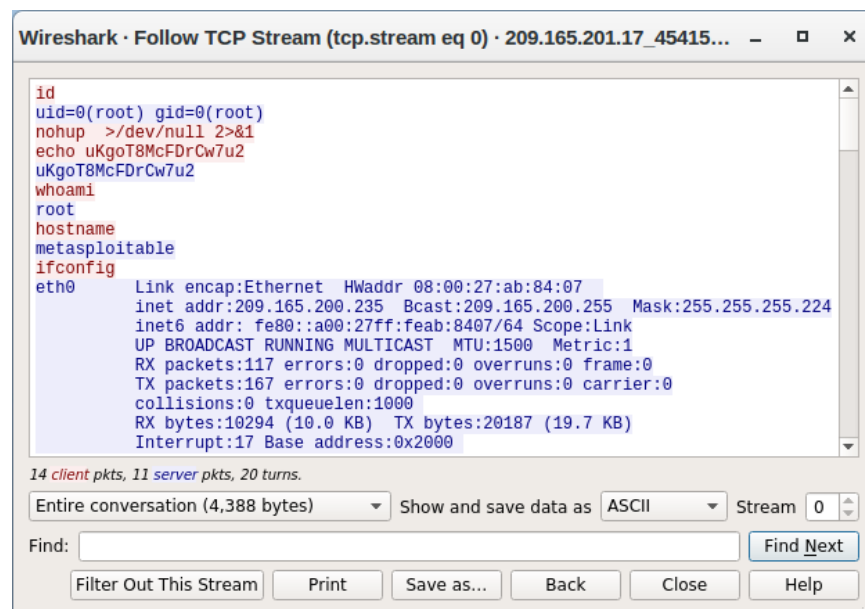 Wireshark · Follow TCP Stream (tcp.stream eq 0) · 209.165.201.17_45415...
id
uid=0(root) gid=0(root)
nohup  >/dev/null 2>&1
echo uKgoT8McFDrCw7u2
uKgoT8McFDrCw7u2
whoami
root
hostname
metasploitable
ifconfig
eth0      Link encap:Ethernet  HWaddr 08:00:27:ab:84:07
          inet addr:209.165.200.235  Bcast:209.165.200.255  Mask:255.255.255.224
          inet6 addr: fe80::a00:27ff:feab:8407/64 Scope:Link
          UP BROADCAST RUNNING MULTICAST  MTU:1500  Metric:1
          RX packets:117 errors:0 dropped:0 overruns:0 frame:0
          TX packets:167 errors:0 dropped:0 overruns:0 carrier:0
          collisions:0 txqueuelen:1000
          RX bytes:10294 (10.0 KB)  TX bytes:20187 (19.7 KB)
          Interrupt:17 Base address:0x2000
14 client pkts, 11 server pkts, 20 turns.
Entire conversation (4,388 bytes) Show and save data as ASCII Stream 0
Find: Find Next
Filter Out This Stream Print Save as... Back Close Help